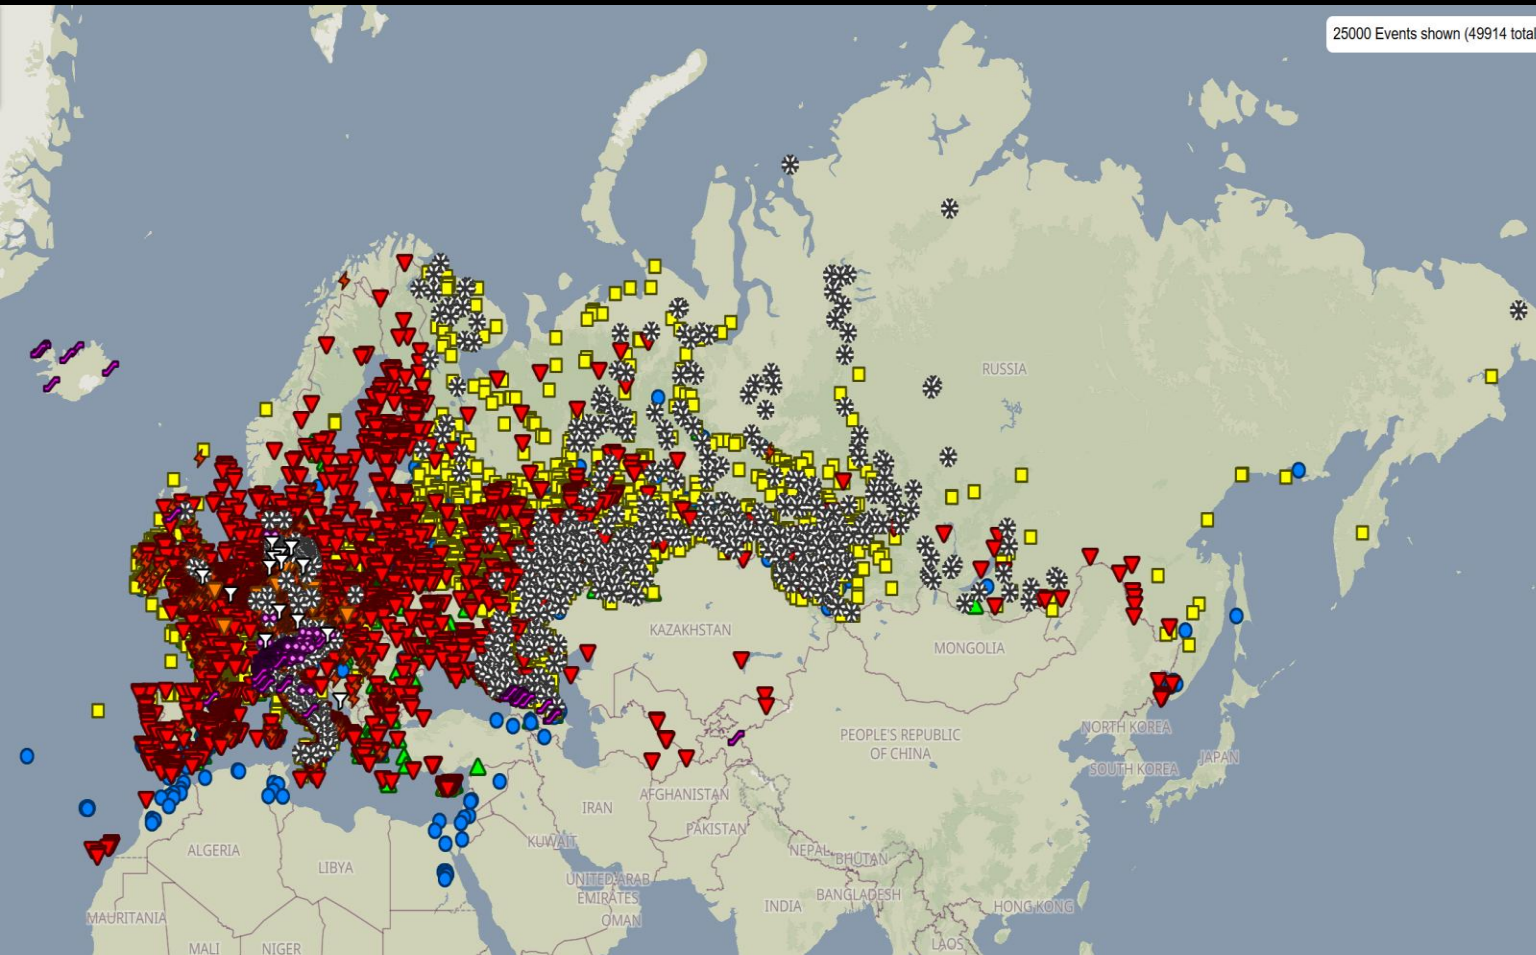 25000 Events shown (49914 total
RUSSIA
KAZAKHSTAN
MONGOLIA
NORTH KOREA
PEOPLE'S REPUBLIC
OF CHINA
JAPAN
SOUTH KOREA
AFGHANISTAN
IRAN
PAKISTAN
KUWAIT
ALGERIA
NEPAL
BHUTAN
LIBYA
UNITED ARAB
EMIRATES
BANGLADESH
INDIA
HONG KONG
MAURITANIA
OMAN
LAOS
MALI
NIGER